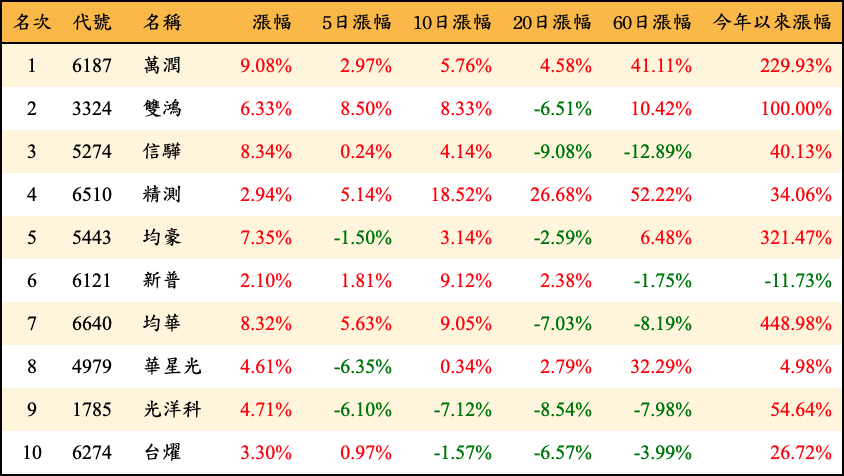 名次 代號 名稱 漲幅 5日漲幅 10日漲幅 20日漲幅 60日漲幅 今年以來漲幅
1 6187 萬潤 9.08% 2.97% 5.76% 4.58% 41.11% 229.93%
2 3324 雙鴻 6.33% 8.50% 8.33% -6.51% 10.42% 100.00%
3 5274 信驊 8.34% 0.24% 4.14% -9.08% -12.89% 40.13%
4 6510 精測 2.94% 5.14% 18.52% 26.68% 52.22% 34.06%
5 5443 均豪 7.35% -1.50% 3.14% -2.59% 6.48% 321.47%
6 6121 新普 2.10% 1.81% 9.12% 2.38% -1.75% -11.73%
7 6640 均華 8.32% 5.63% 9.05% -7.03% -8.19% 448.98%
8 4979 華星光 4.61% -6.35% 0.34% 2.79% 32.29% 4.98%
9 1785 光洋科 4.71% -6.10% -7.12% -8.54% -7.98% 54.64%
10 6274 台燿 3.30% 0.97% -1.57% -6.57% -3.99% 26.72%